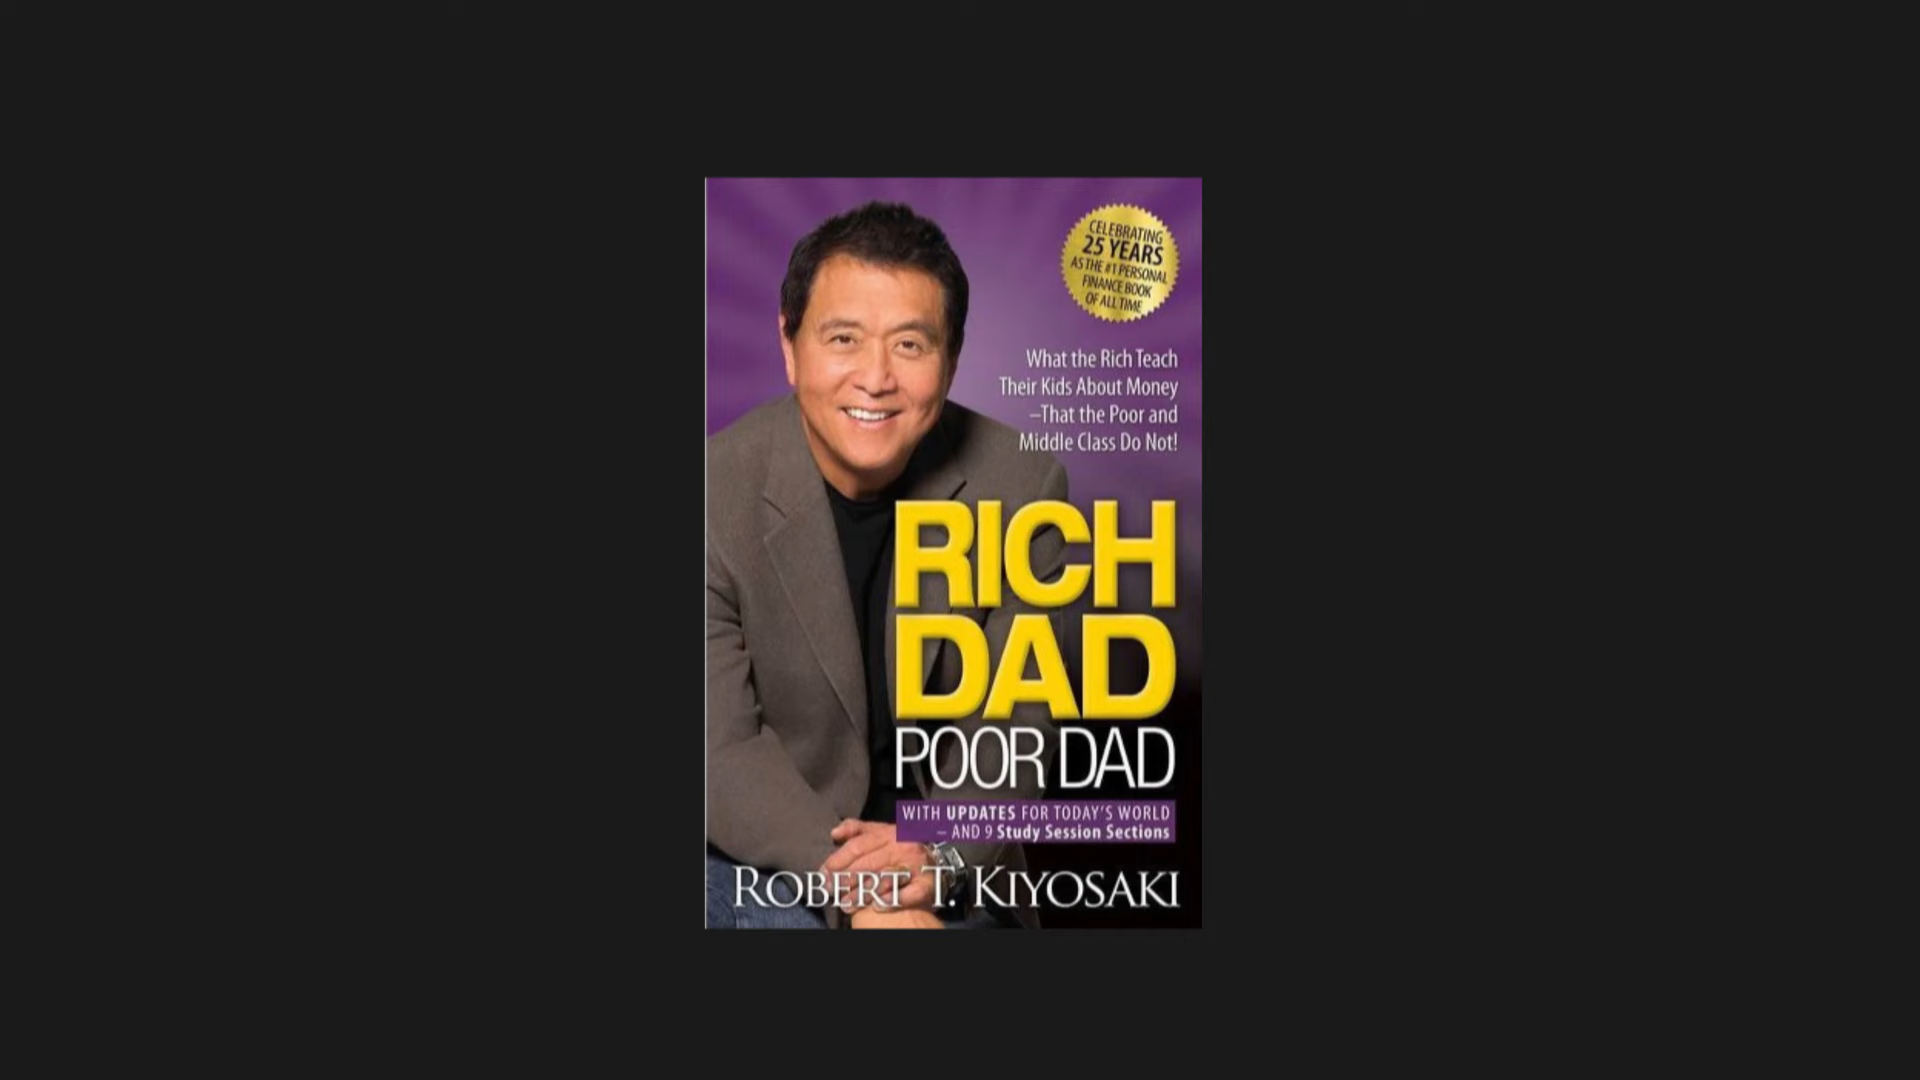 CELEBRATING
25 YEARS
AS THE #1 PERSONAL
FINANCE BOOK
OF ALL TIME
What the Rich Teach
Their Kids About Money
–That the Poor and
Middle Class Do Not!
RICH
DAD
POOR DAD
WITH UPDATES FOR TODAY'S WORLD
– AND 9 Study Session Sections
ROBERT T. KIYOSAKI